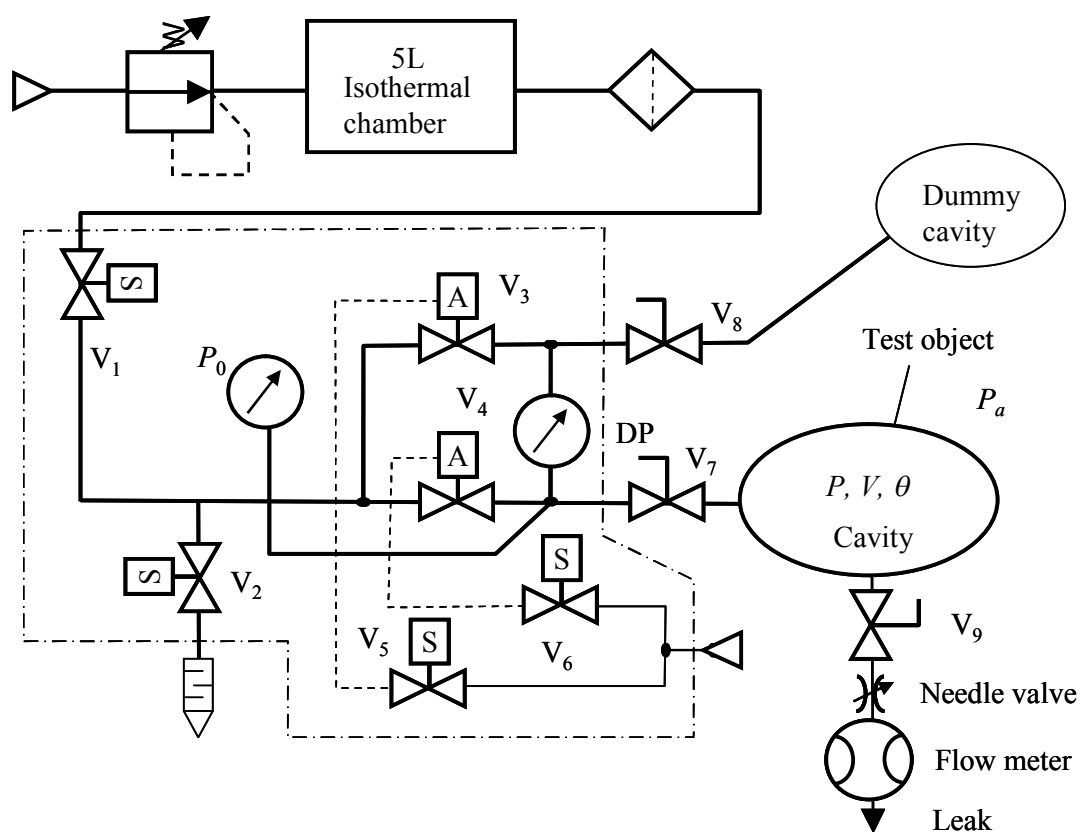 5L
Isothermal
chamber
Dummy
cavity
S
V1
P0
A
V3
V8
Test object
Pa
V4
A
DP
V7
P, V, θ
Cavity
S
V2
S
V6
V5
S
V9
Needle valve
Flow meter
Leak